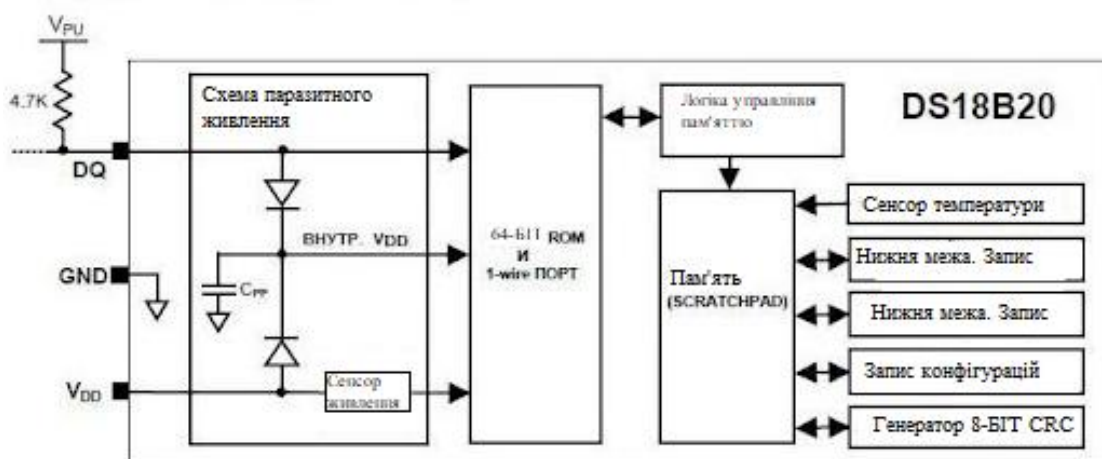 VPU
4.7K
Схема паразитного
живлення
Логіка управління
пам'яттю
DS18B20
DQ
Сенсор температури
ВНУТР. VDD
64-БІТ ROM
И
1-wire ПОРТ
Нижня межа. Запис
GND
CPP
Пам'ять
(SCRATCHPAD)
Нижня межа. Запис
VDD
Сенсор
живлення
Запис конфігурацій
Генератор 8-БІТ CRC